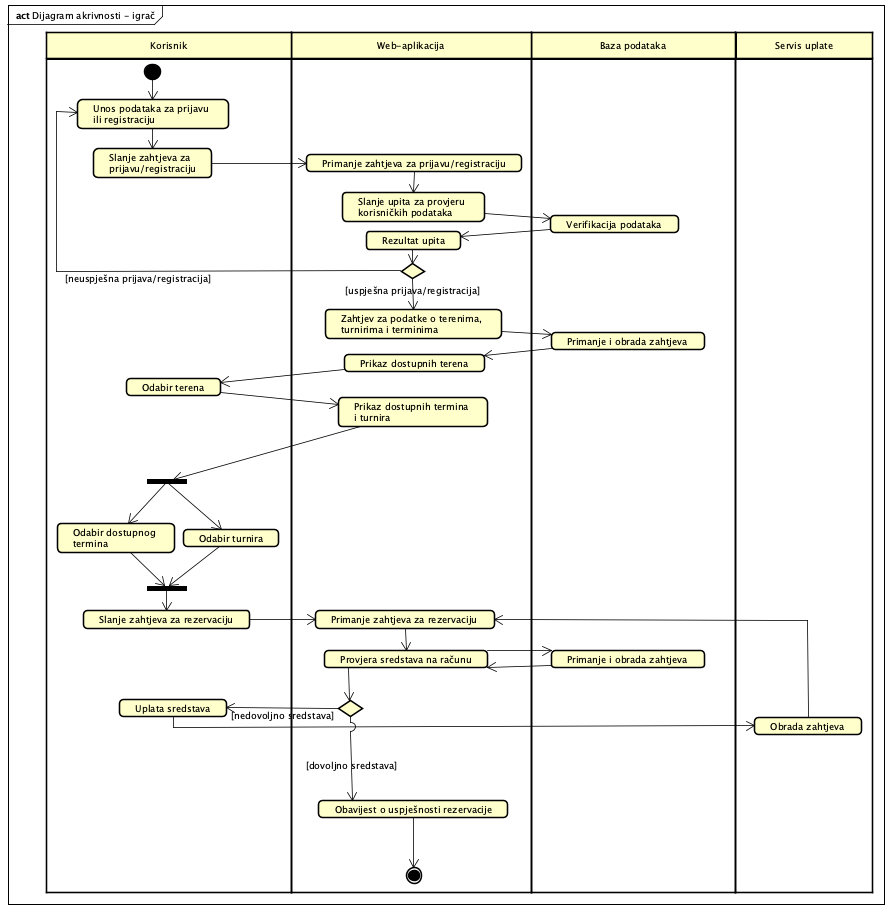 act Dijagram akrivnosti - igrač
Korisnik
Web-aplikacija
Baza podataka
Servis uplate
Unos podataka za prijavu
ili registraciju
Slanje zahtjeva za
prijavu/registraciju
Primanje zahtjeva za prijavu/registraciju
Slanje upita za provjeru
korisničkih podataka
Verifikacija podataka
Rezultat upita
[neuspješna prijava/registracija]
[uspješna prijava/registracija]
Zahtjev za podatke o terenima,
turnirima i terminima
Primanje i obrada zahtjeva
Prikaz dostupnih terena
Odabir terena
Prikaz dostupnih termina
i turnira
Odabir dostupnog
termina
Odabir turnira
Slanje zahtjeva za rezervaciju
Primanje zahtjeva za rezervaciju
Provjera sredstava na računu
Primanje i obrada zahtjeva
Uplata sredstava
[nedovoljno sredstava]
Obrada zahtjeva
[dovoljno sredstava]
Obavijest o uspješnosti rezervacije